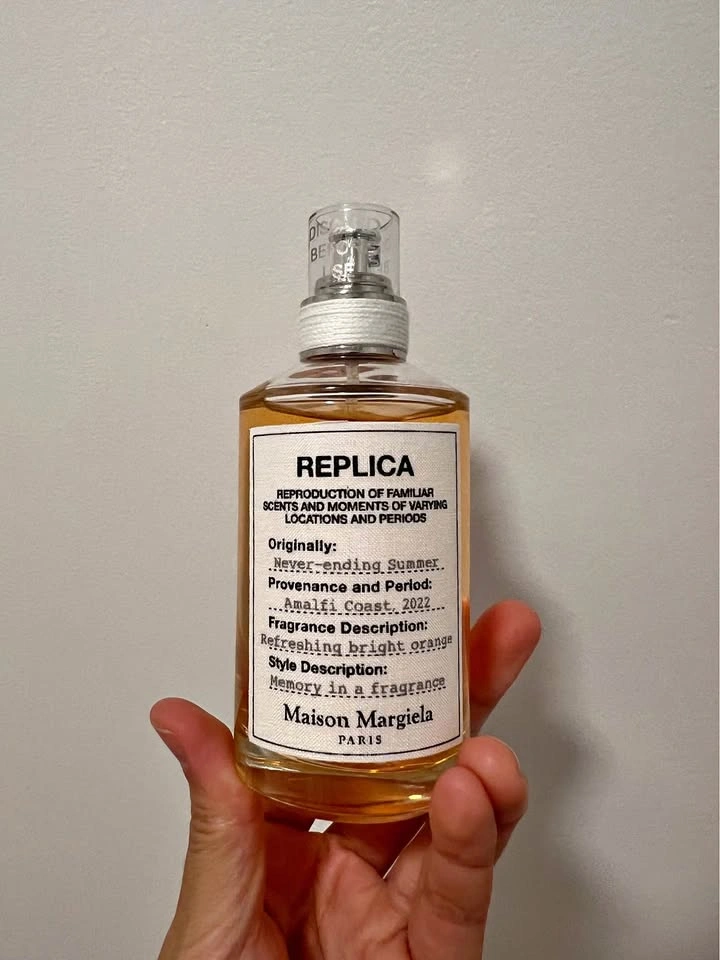 REPLICA
REPRODUCTION OF FAMILIAR
SCENTS AND MOMENTS OF VARYING
LOCATIONS AND PERIODS
Originally:
Never-ending Summer
Provenance and Period:
Amalfi Coast, 2022
Fragrance Description:
Refreshing bright orange
Style Description:
Memory in a fragrance
Maison Margiela
PARIS